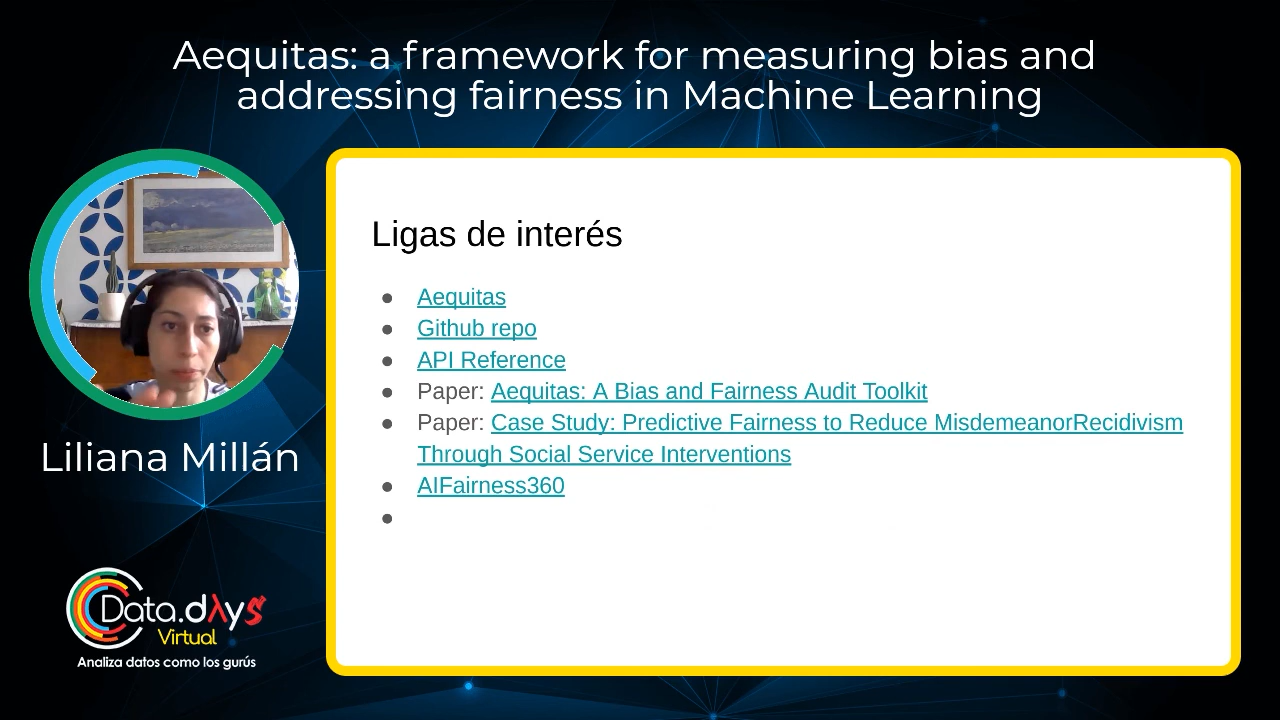 Aequitas: a framework for measuring bias and
addressing fairness in Machine Learning
Liliana Millán
Data.dλys
Virtual
Analiza datos como los gurús
Ligas de interés
Aequitas
Github repo
API Reference
Paper: Aequitas: A Bias and Fairness Audit Toolkit
Paper: Case Study: Predictive Fairness to Reduce MisdemeanorRecidivism
Through Social Service Interventions
AIFairness360